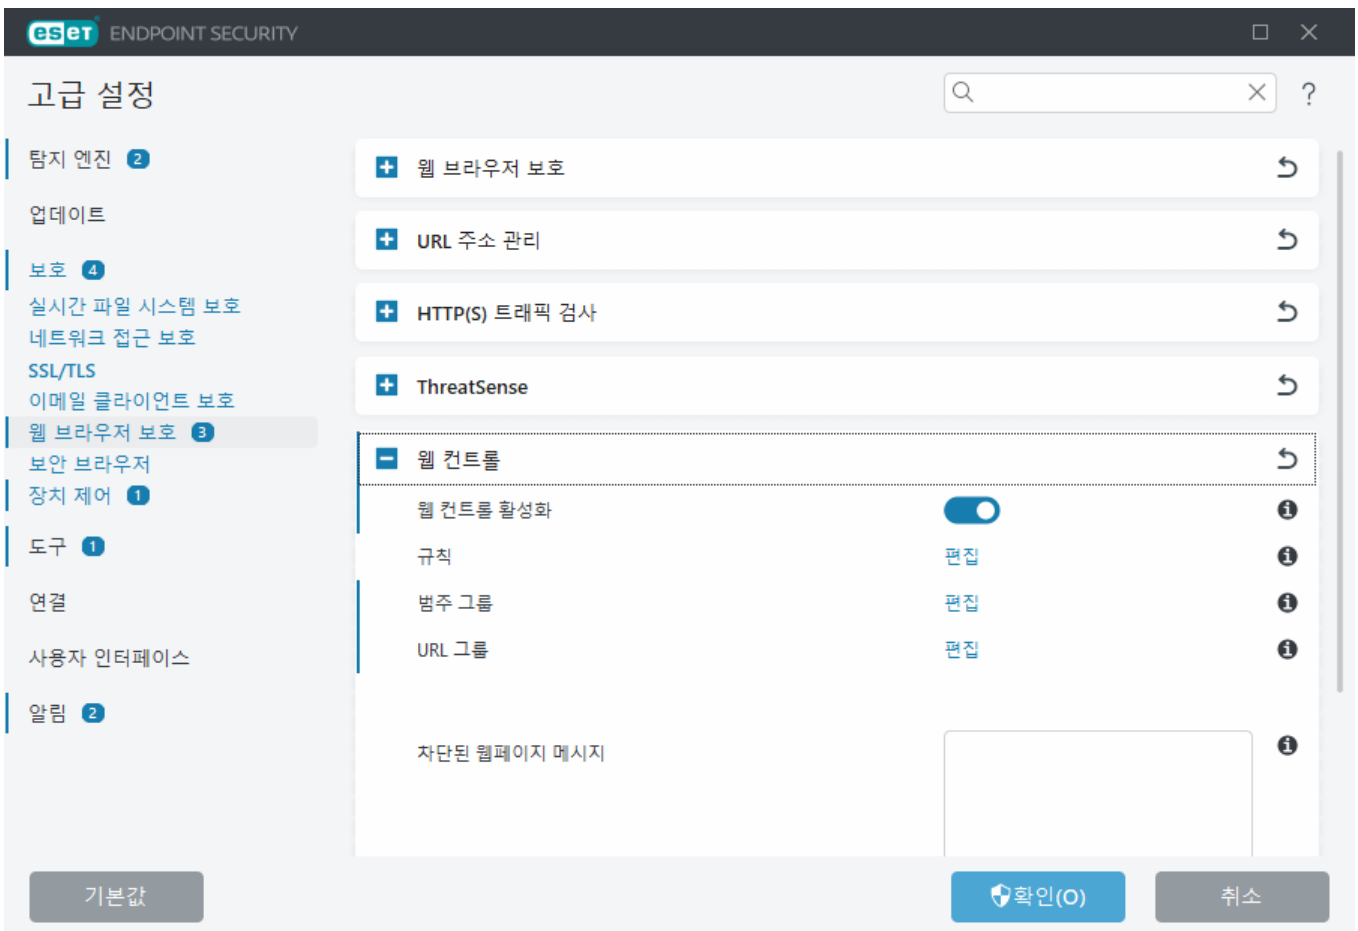 eset ENDPOINT SECURITY
고급 설정
?
탐지 엔진 2
업데이트
보호 4
실시간 파일 시스템 보호
네트워크 접근 보호
SSL/TLS
이메일 클라이언트 보호
웹 브라우저 보호 3
보안 브라우저
장치 제어 1
도구 1
연결
사용자 인터페이스
알림 2
웹 브라우저 보호
URL 주소 관리
HTTP(S) 트래픽 검사
ThreatSense
웹 컨트롤
웹 컨트롤 활성화
규칙 편집
범주 그룹 편집
URL 그룹 편집
차단된 웹페이지 메시지
기본값
확인(O)
취소